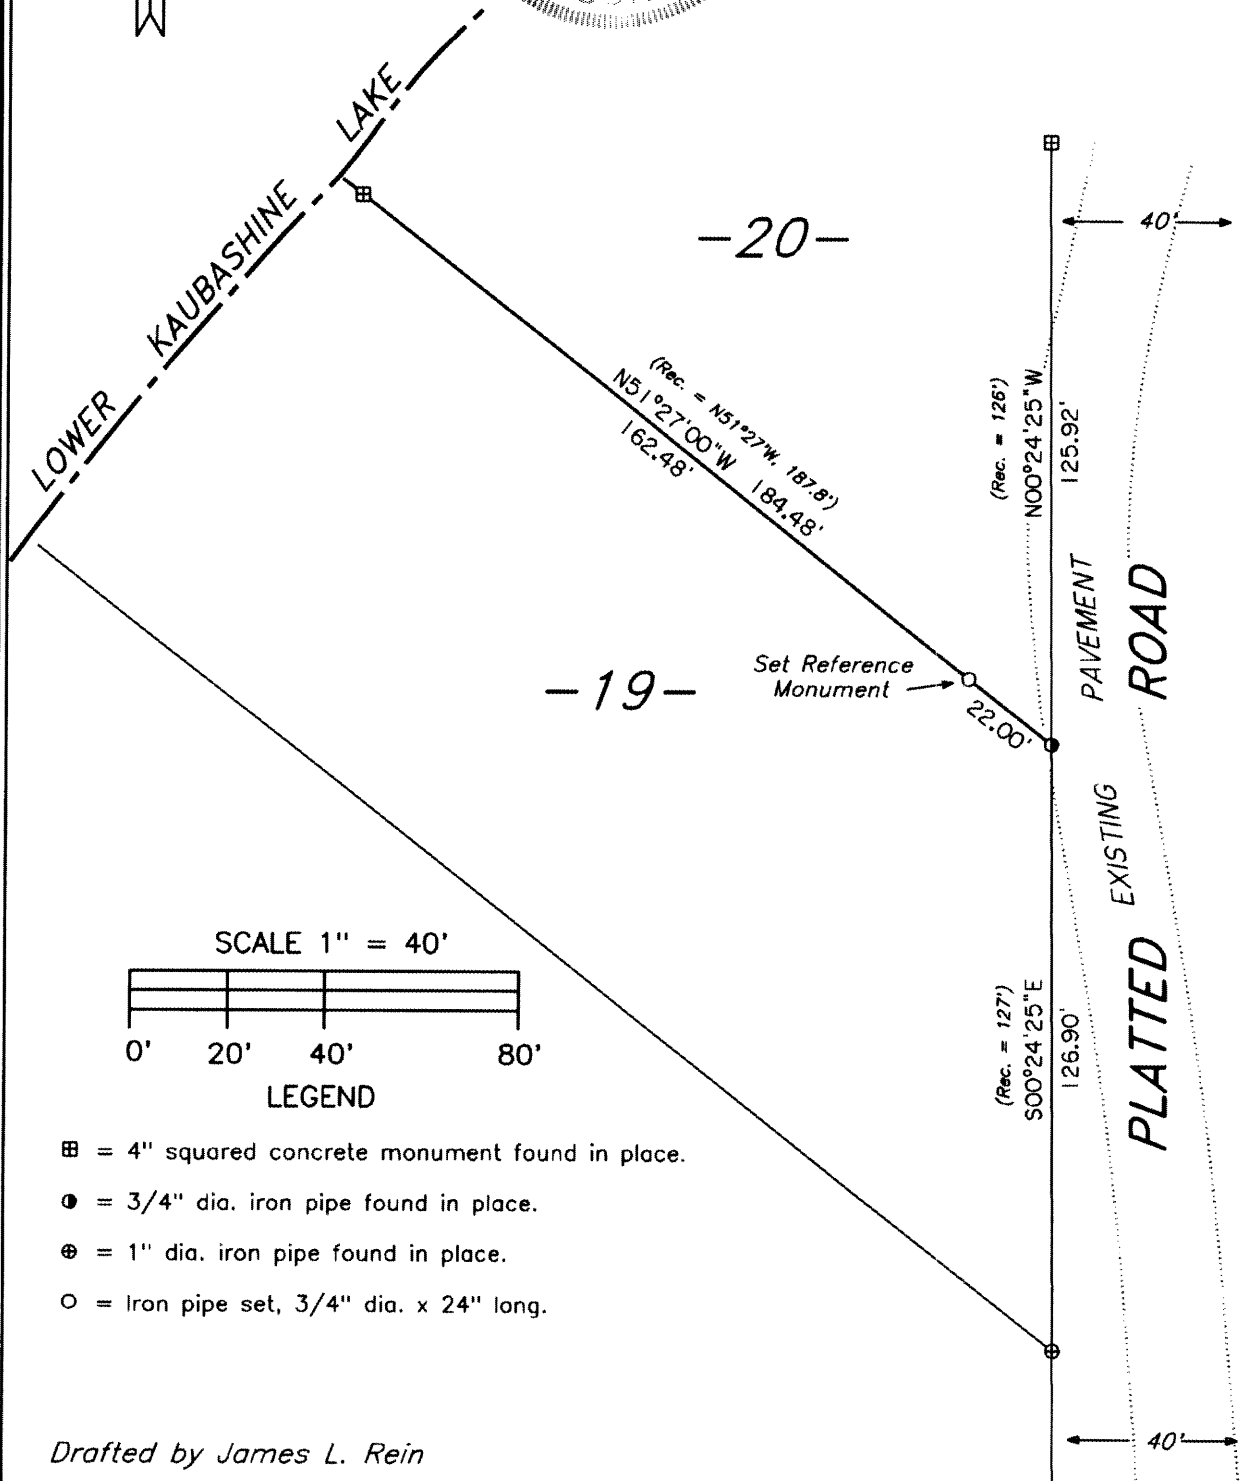 LAKE
KAUBASHINE
LOWER
-20-
40'
(Rec. = N51°27'W, 187.8')
N51°27'00"W 184.48'
162.48'
(Rec. = 126')
N00°24'25"W
125.92'
PAVEMENT
ROAD
Set Reference
Monument
-19-
22.00'
EXISTING
PLATTED
SCALE 1" = 40'
0' 20' 40' 80'
(Rec. = 127')
S00°24'25"E
126.90'
LEGEND
= 4" squared concrete monument found in place.
= 3/4" dia. iron pipe found in place.
= 1" dia. iron pipe found in place.
= Iron pipe set, 3/4" dia. x 24" long.
Drafted by James L. Rein
40'